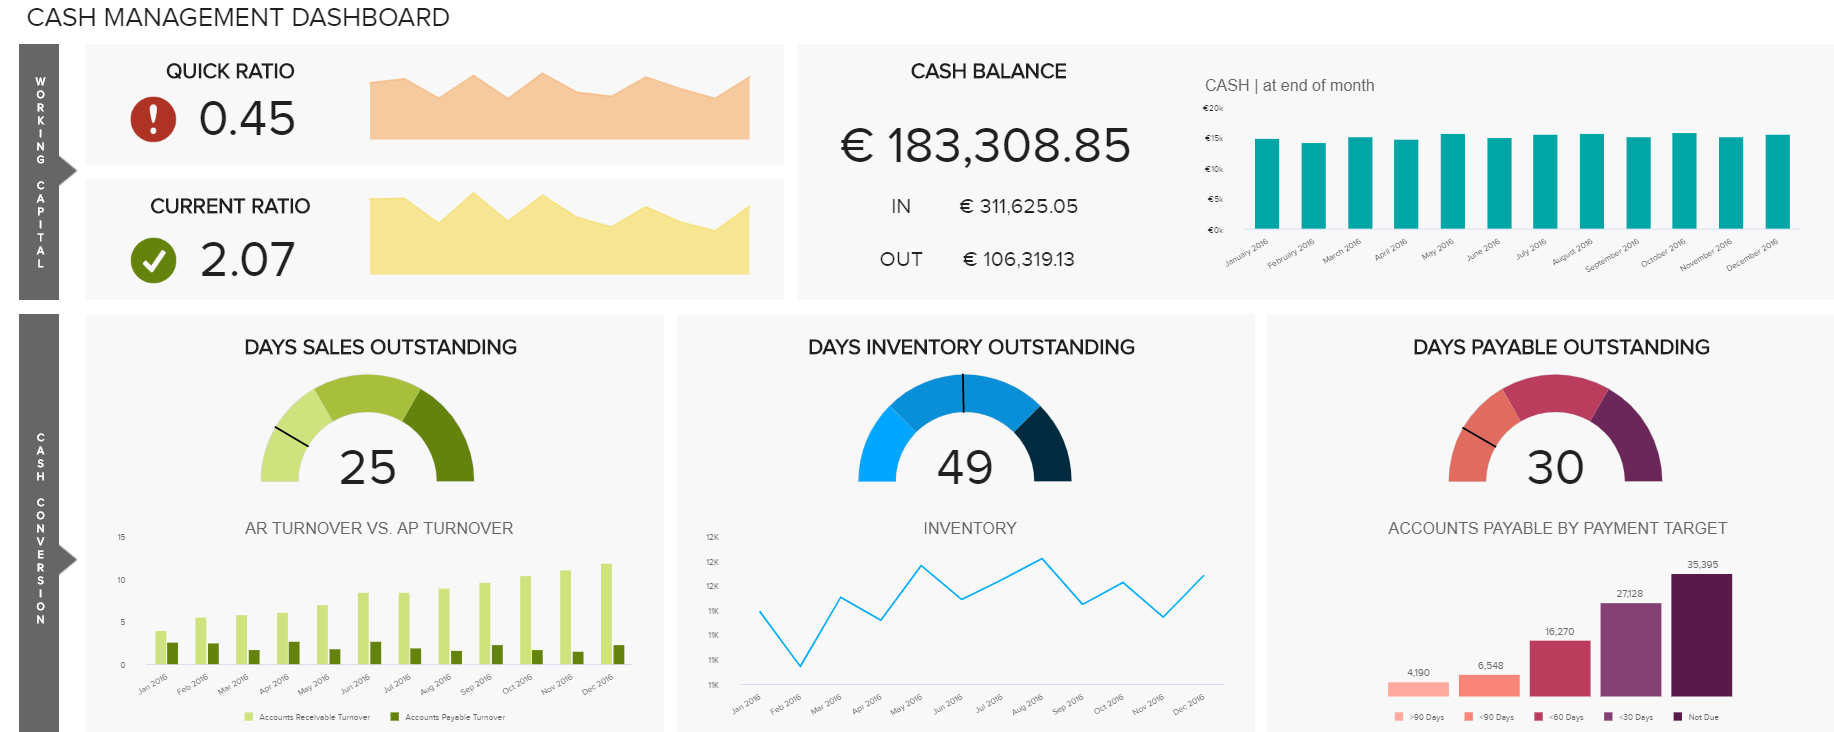 CASH MANAGEMENT DASHBOARD
WORKING CAPITAL
QUICK RATIO
0.45
CURRENT RATIO
2.07
CASH BALANCE
€ 183,308.85
IN € 311,625.05
OUT € 106,319.13
CASH | at end of month
€20k
€15k
€10k
€5k
€0k
January 2016 February 2016 March 2016 April 2016 May 2016 June 2016 July 2016 August 2016 September 2016 October 2016 November 2016 December 2016
CASH CONVERSION
DAYS SALES OUTSTANDING
25
AR TURNOVER VS. AP TURNOVER
15
10
5
0
Jan 2016 Feb 2016 Mar 2016 Apr 2016 May 2016 Jun 2016 Jul 2016 Aug 2016 Sep 2016 Oct 2016 Nov 2016 Dec 2016
Accounts Receivable Turnover Accounts Payable Turnover
DAYS INVENTORY OUTSTANDING
49
INVENTORY
12K
12K
12K
11K
11K
11K
11K
Jan 2016 Feb 2016 Mar 2016 Apr 2016 May 2016 Jun 2016 Jul 2016 Aug 2016 Sep 2016 Oct 2016 Nov 2016 Dec 2016
DAYS PAYABLE OUTSTANDING
30
ACCOUNTS PAYABLE BY PAYMENT TARGET
4,190 6,548 16,270 27,128 35,395
>90 Days <90 Days <60 Days <30 Days Not Due